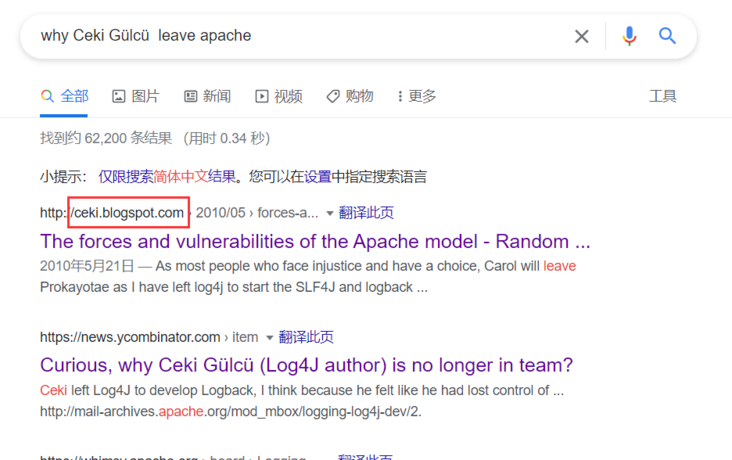 why Ceki Gülcü  leave apache
全部 图片 新闻 视频 购物 更多 工具
找到约 62,200 条结果 （用时 0.34 秒）
小提示： 仅限搜索简体中文结果。您可以在设置中指定搜索语言
http://ceki.blogspot.com › 2010/05 › forces-a... 翻译此页
The forces and vulnerabilities of the Apache model - Random ...
2010年5月21日 — As most people who face injustice and have a choice, Carol will leave
Prokayotae as I have left log4j to start the SLF4J and logback ...
https://news.ycombinator.com › item 翻译此页
Curious, why Ceki Gülcü (Log4J author) is no longer in team?
Ceki left Log4J to develop Logback, I think because he felt like he had lost control of ...
http://mail-archives.apache.org/mod_mbox/logging-log4j-dev/2.
https://whimsy.apache.org › board › Logging 翻译此页